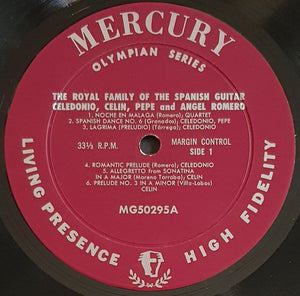 MERCURY
OLYMPIAN SERIES
THE ROYAL FAMILY OF THE SPANISH GUITAR
CELEDONIO, CELIN, PEPE and ANGEL ROMERO
1. NOCHE EN MALAGA (Romero); QUARTET
2. SPANISH DANCE NO. 6 (Granados); CELEDONIO, PEPE
3. LAGRIMA (PRELUDIO) (Tárrega); CELEDONIO
33⅓ R.P.M.
MARGIN CONTROL
SIDE 1
4. ROMANTIC PRELUDE (Romero); CELEDONIO
5. ALLEGRETTO from SONATINA
IN A MAJOR (Moreno Torroba); CELIN
6. PRELUDE NO. 3 IN A MINOR (Villa-Lobos)
CELIN
MG50295A
LIVING PRESENCE
HIGH FIDELITY